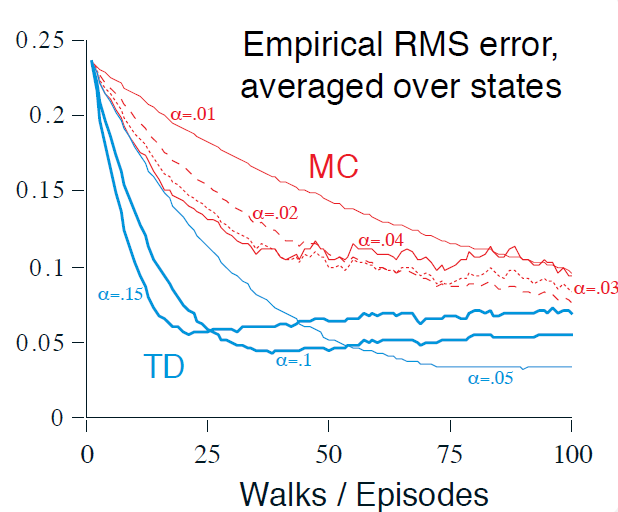 Empirical RMS error,
averaged over states
0.25
0.2
0.15
0.1
0.05
0
α=.01
MC
α=.02
α=.04
α=.03
α=.15
TD
α=.1
α=.05
0
25
50
75
100
Walks / Episodes